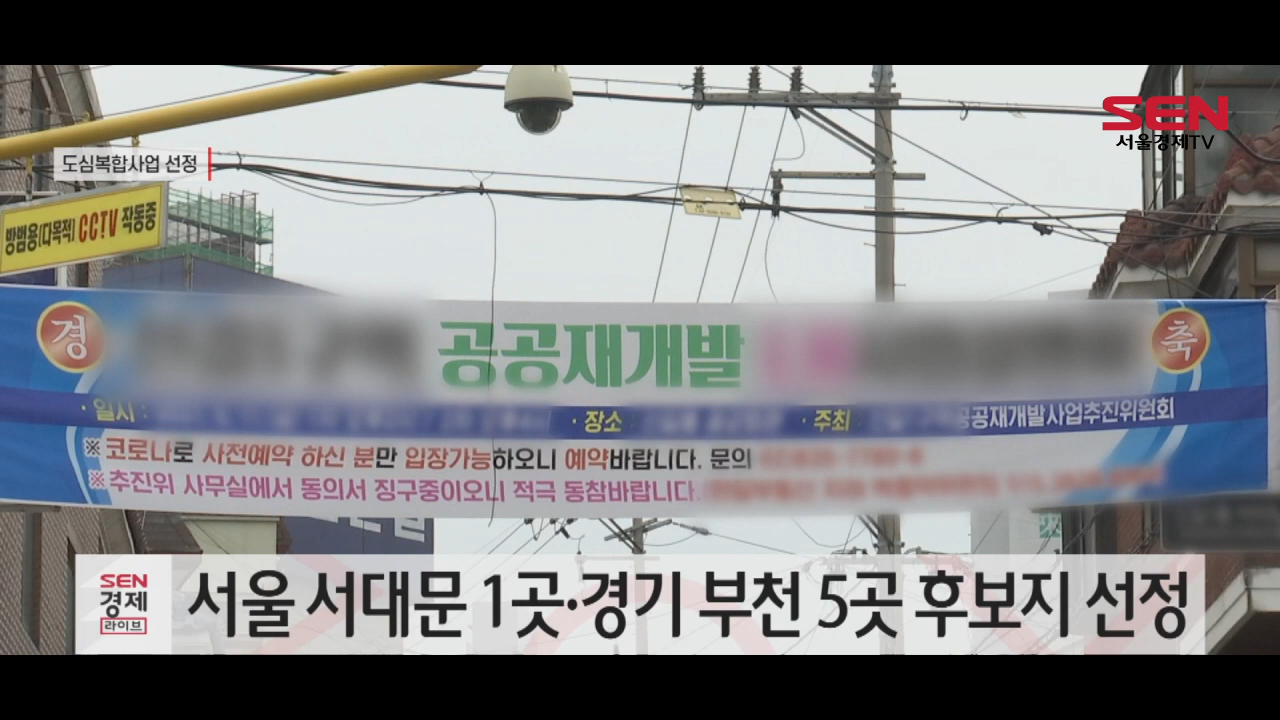 SEN
서울경제TV
도심복합사업 선정
방범용(다목적) CCTV 작동중
경 공공재개발 축
· 일시 : · 장소 · 주최 공공재개발사업추진위원회
※코로나로 사전예약 하신 분만 입장가능하오니 예약바랍니다. 문의
※추진위 사무실에서 동의서 징구중이오니 적극 동참바랍니다.
SEN
경제
라이브
서울 서대문 1곳·경기 부천 5곳 후보지 선정